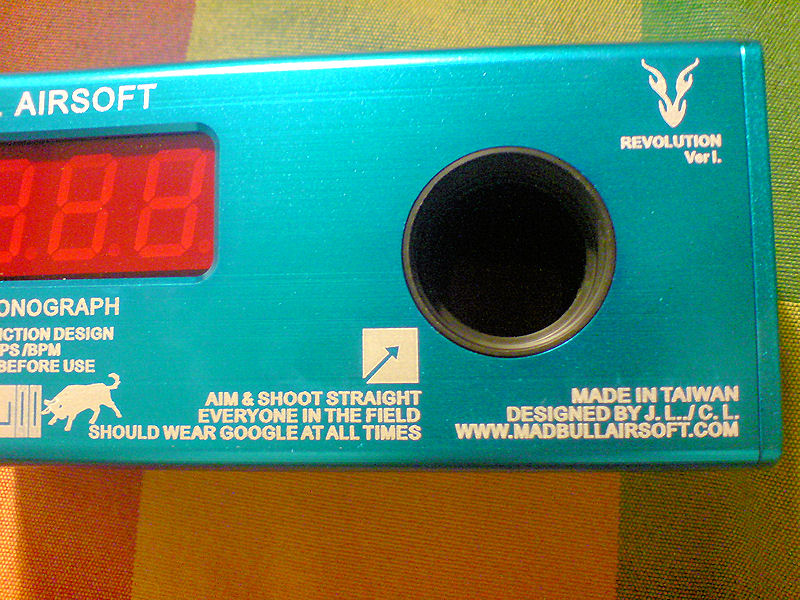 AIRSOFT
REVOLUTION
Ver I.
ONOGRAPH
CTION DESIGN
PS /BPM
BEFORE USE
AIM & SHOOT STRAIGHT
EVERYONE IN THE FIELD
SHOULD WEAR GOOGLE AT ALL TIMES
MADE IN TAIWAN
DESIGNED BY J. L../ C. L.
WWW.MADBULLAIRSOFT.COM